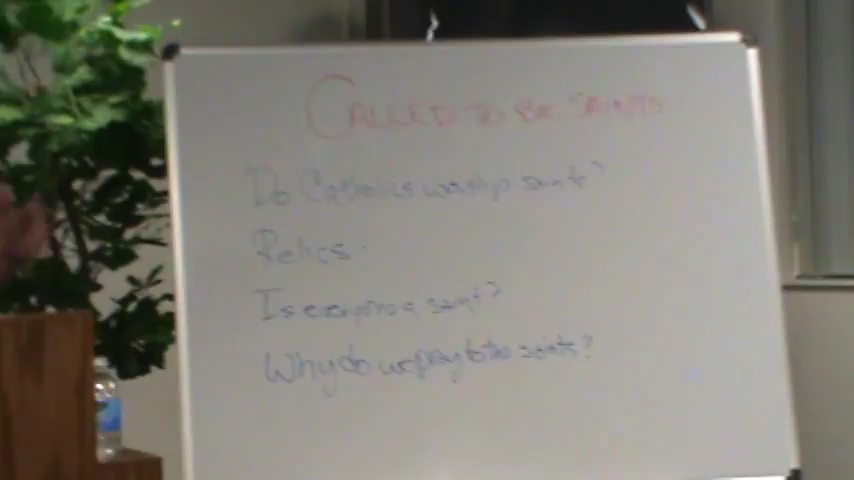 CALLED TO BE SAINTS
Do Catholics worship saints?
Relics.
Is everyone a saint?
Why do we pray to the saints?